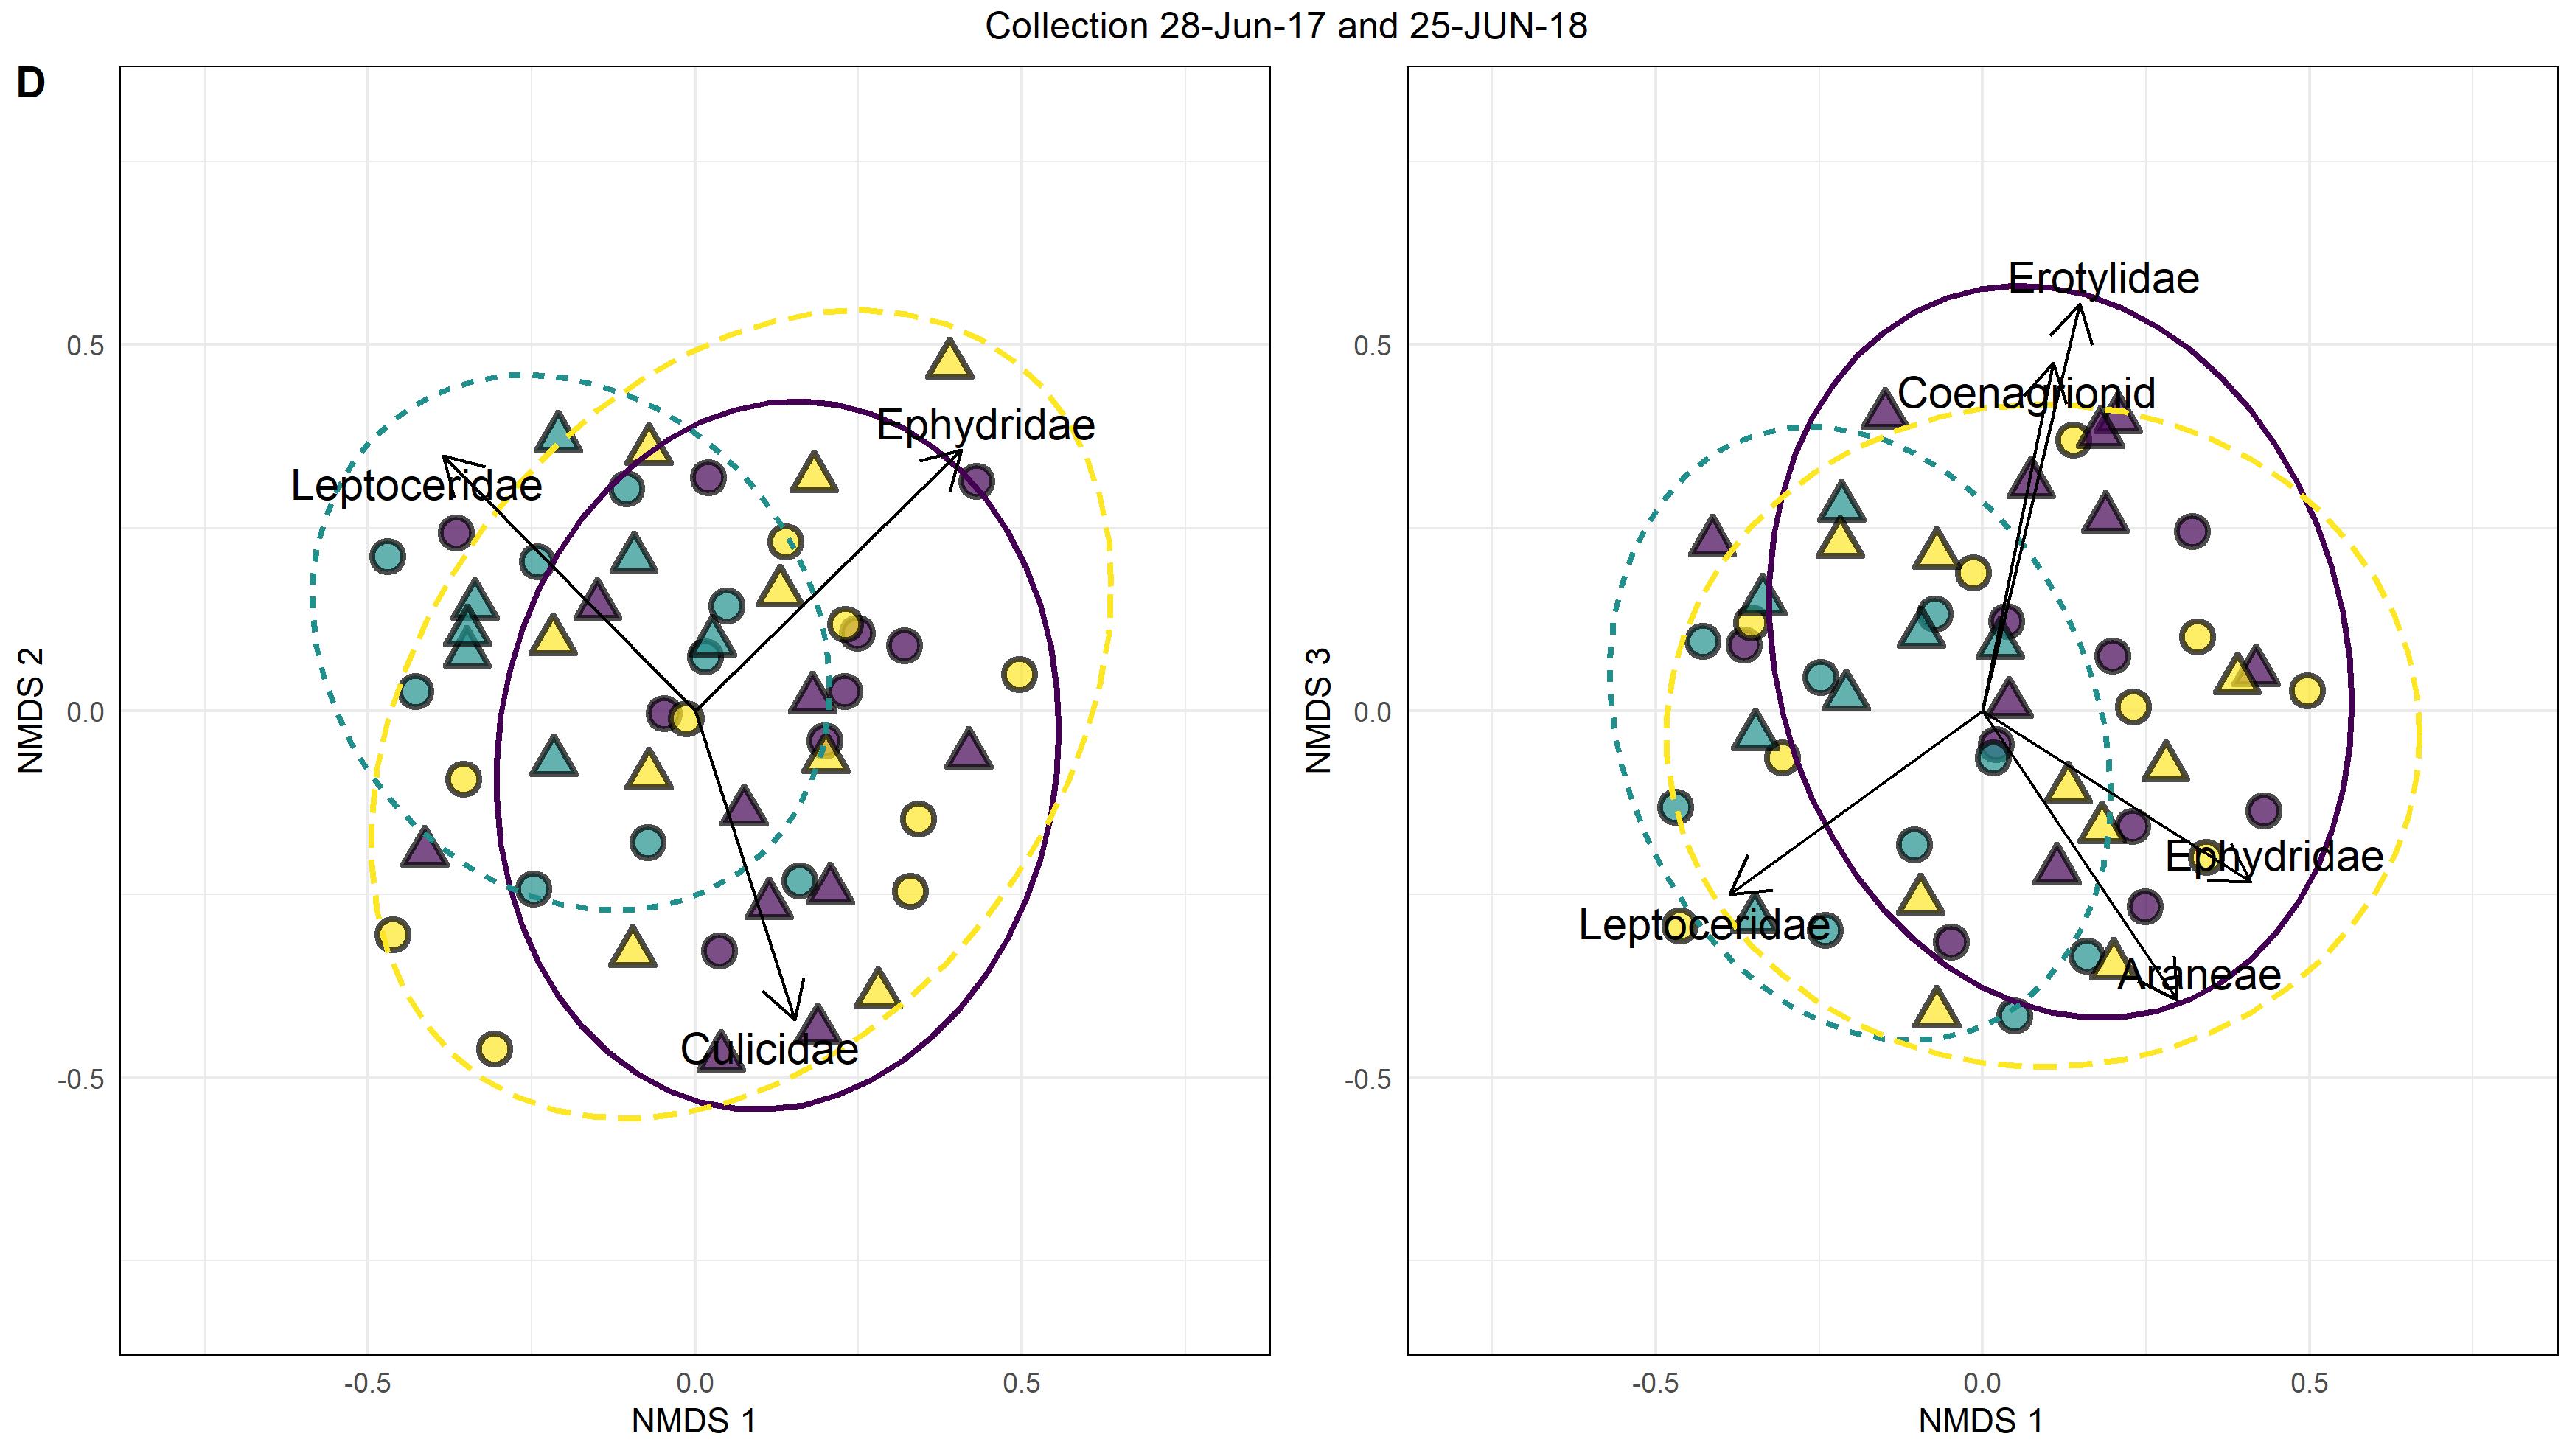 Collection 28-Jun-17 and 25-JUN-18
D
Erotylidae
0.5
0.5
Coenagrionid
Ephydridae
Leptoceridae
NMDS 2
0.0
NMDS 3
0.0
Ephydridae
Leptoceridae
Araneae
Culicidae
-0.5
-0.5
-0.5
0.0
0.5
-0.5
0.0
0.5
NMDS 1
NMDS 1